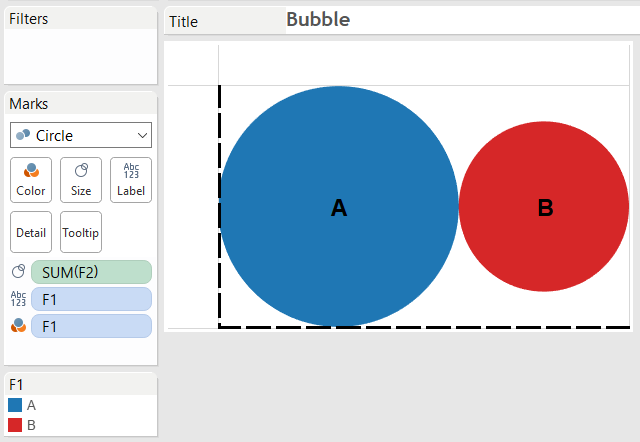 Filters
Title
Bubble
Marks
Circle
Color
Size
Abc
123
Label
Detail
Tooltip
SUM(F2)
Abc
123
F1
F1
A
B
F1
A
B